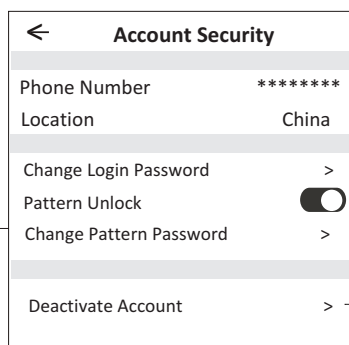 ← Account Security
Phone Number ********
Location China
Change Login Password >
Pattern Unlock
Change Pattern Password >
Deactivate Account >